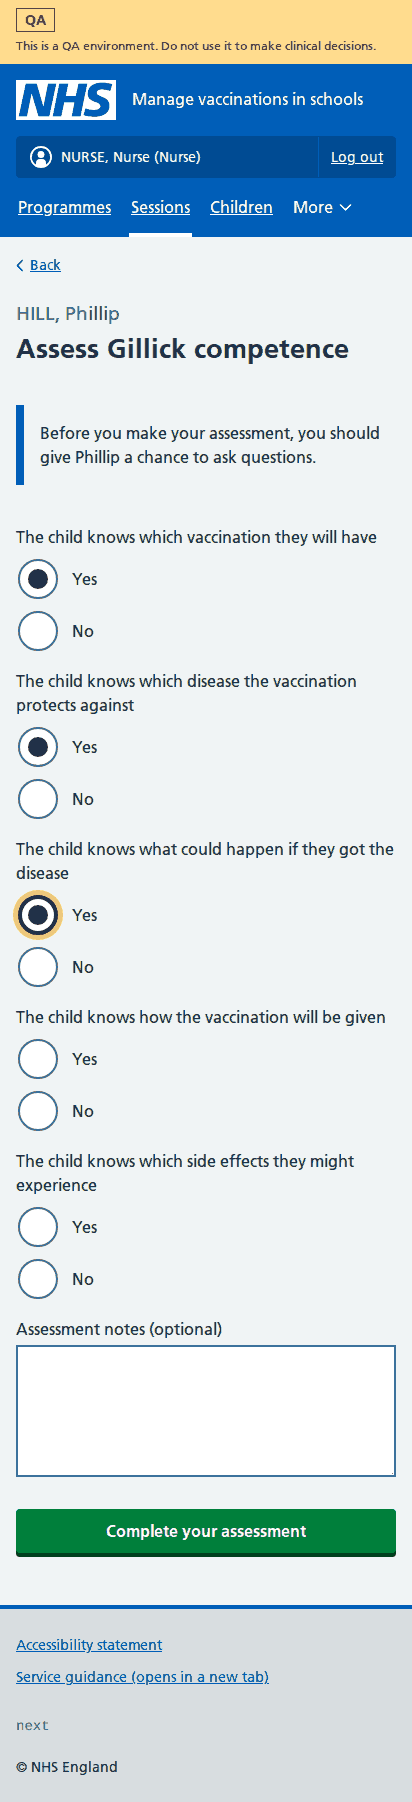 QA
This is a QA environment. Do not use it to make clinical decisions.
NHS
Manage vaccinations in schools
NURSE, Nurse (Nurse)
Log out
Programmes
Sessions
Children
More
Back
HILL, Phillip
Assess Gillick competence
Before you make your assessment, you should
give Phillip a chance to ask questions.
The child knows which vaccination they will have
Yes
No
The child knows which disease the vaccination
protects against
Yes
No
The child knows what could happen if they got the
disease
Yes
No
The child knows how the vaccination will be given
Yes
No
The child knows which side effects they might
experience
Yes
No
Assessment notes (optional)
Complete your assessment
Accessibility statement
Service guidance (opens in a new tab)
next
© NHS England